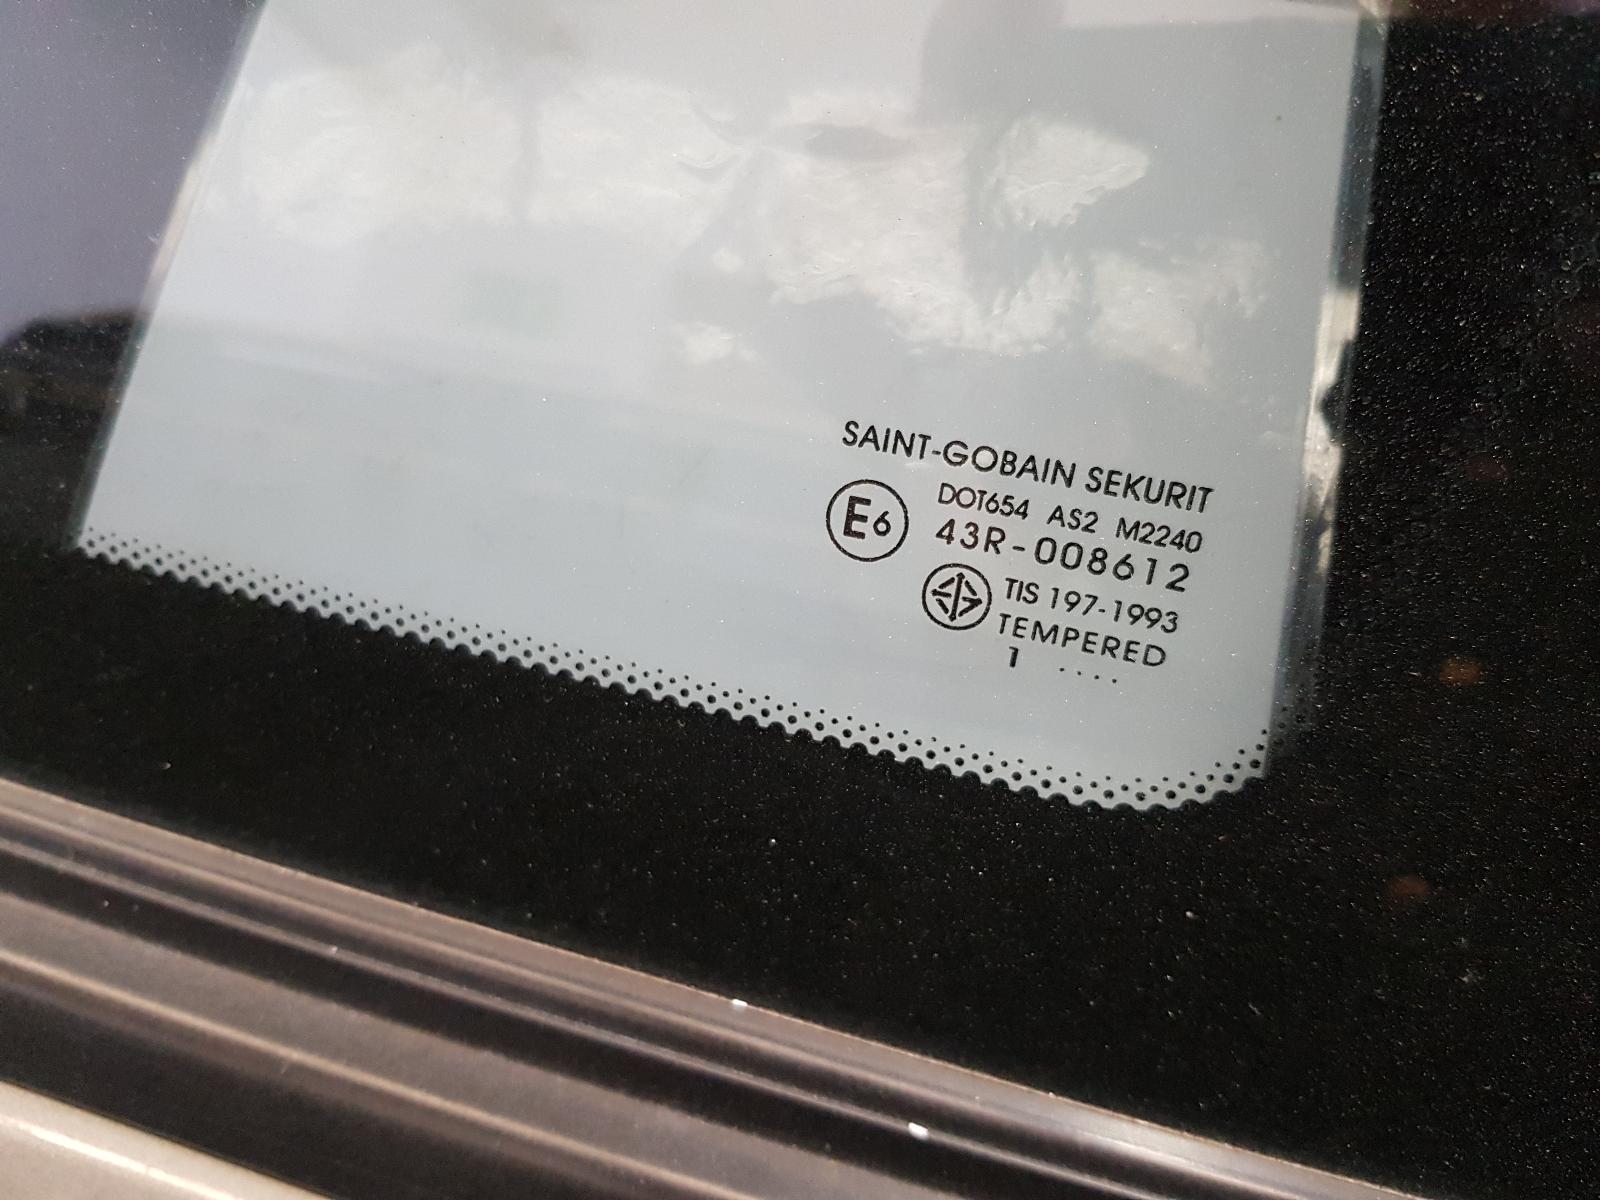 SAINT-GOBAIN SEKURIT
DOT654 AS2 M2240
E6 43R-008612
TIS 197-1993
TEMPERED
1 ....